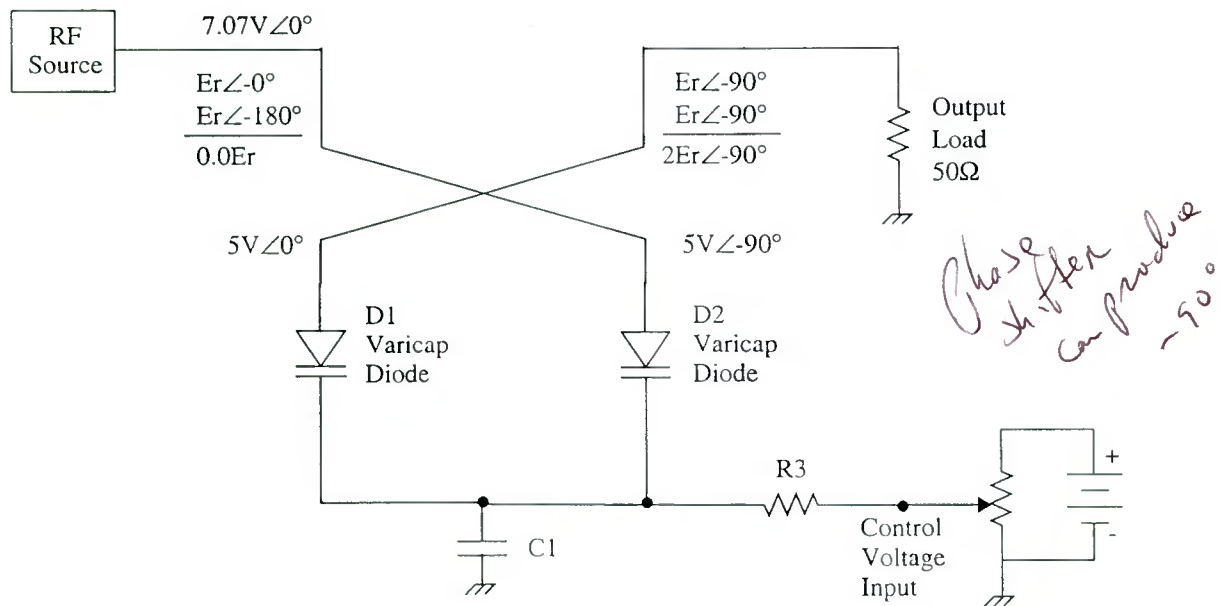 RF
Source
7.07V∠0°
Er∠-0°
Er∠-180°
0.0Er
Er∠-90°
Er∠-90°
2Er∠-90°
Output
Load
50Ω
5V∠0°
5V∠-90°
D1
Varicap
Diode
D2
Varicap
Diode
Phase
shifter
can produce
-90°
R3
C1
Control
Voltage
Input
+
-